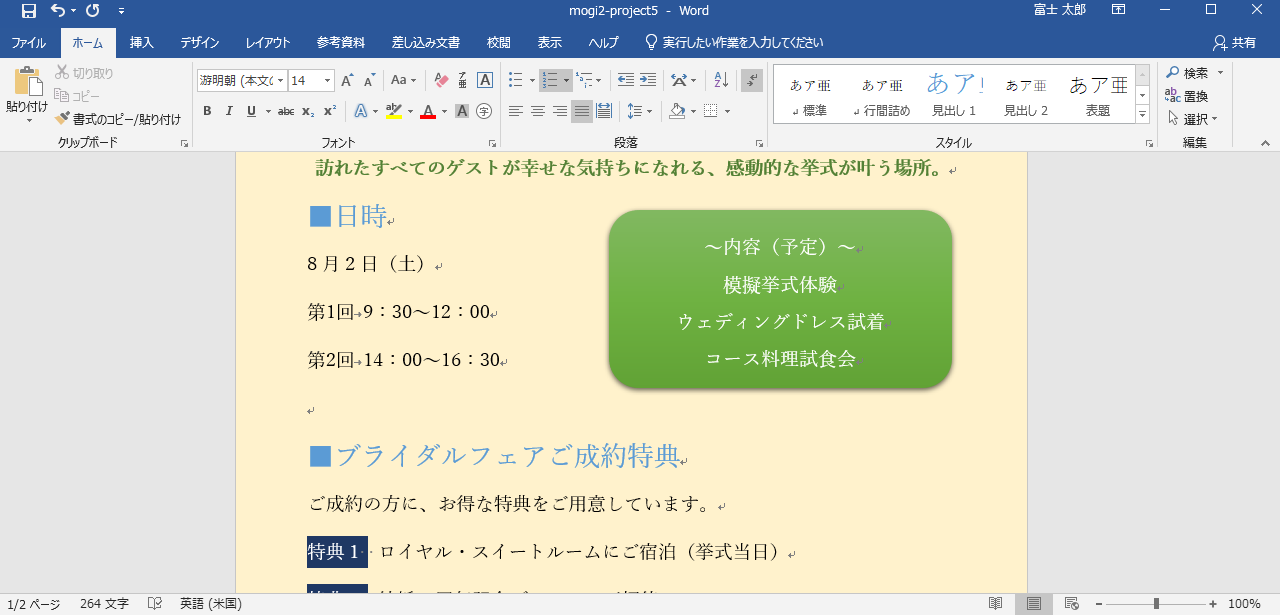 mogi2-project5 - Word
富士 太郎
ファイル ホーム 挿入 デザイン レイアウト 参考資料 差し込み文書 校閲 表示 ヘルプ 実行したい作業を入力してください 共有
貼り付け
切り取り
コピー
書式のコピー/貼り付け
クリップボード
游明朝 (本文の 14
フォント
段落
あア亜 標準
あア亜 行間詰め
あア 見出し 1
あア亜 見出し 2
あア亜 表題
スタイル
検索
置換
選択
編集
訪れたすべてのゲストが幸せな気持ちになれる、感動的な挙式が叶う場所。
■日時
8月2日（土）
第1回 9：30～12：00
第2回 14：00～16：30
～内容（予定）～
模擬挙式体験
ウェディングドレス試着
コース料理試食会
■ブライダルフェアご成約特典
ご成約の方に、お得な特典をご用意しています。
特典1 ロイヤル・スイートルームにご宿泊（挙式当日）
1/2 ページ 264 文字 英語 (米国) 100%